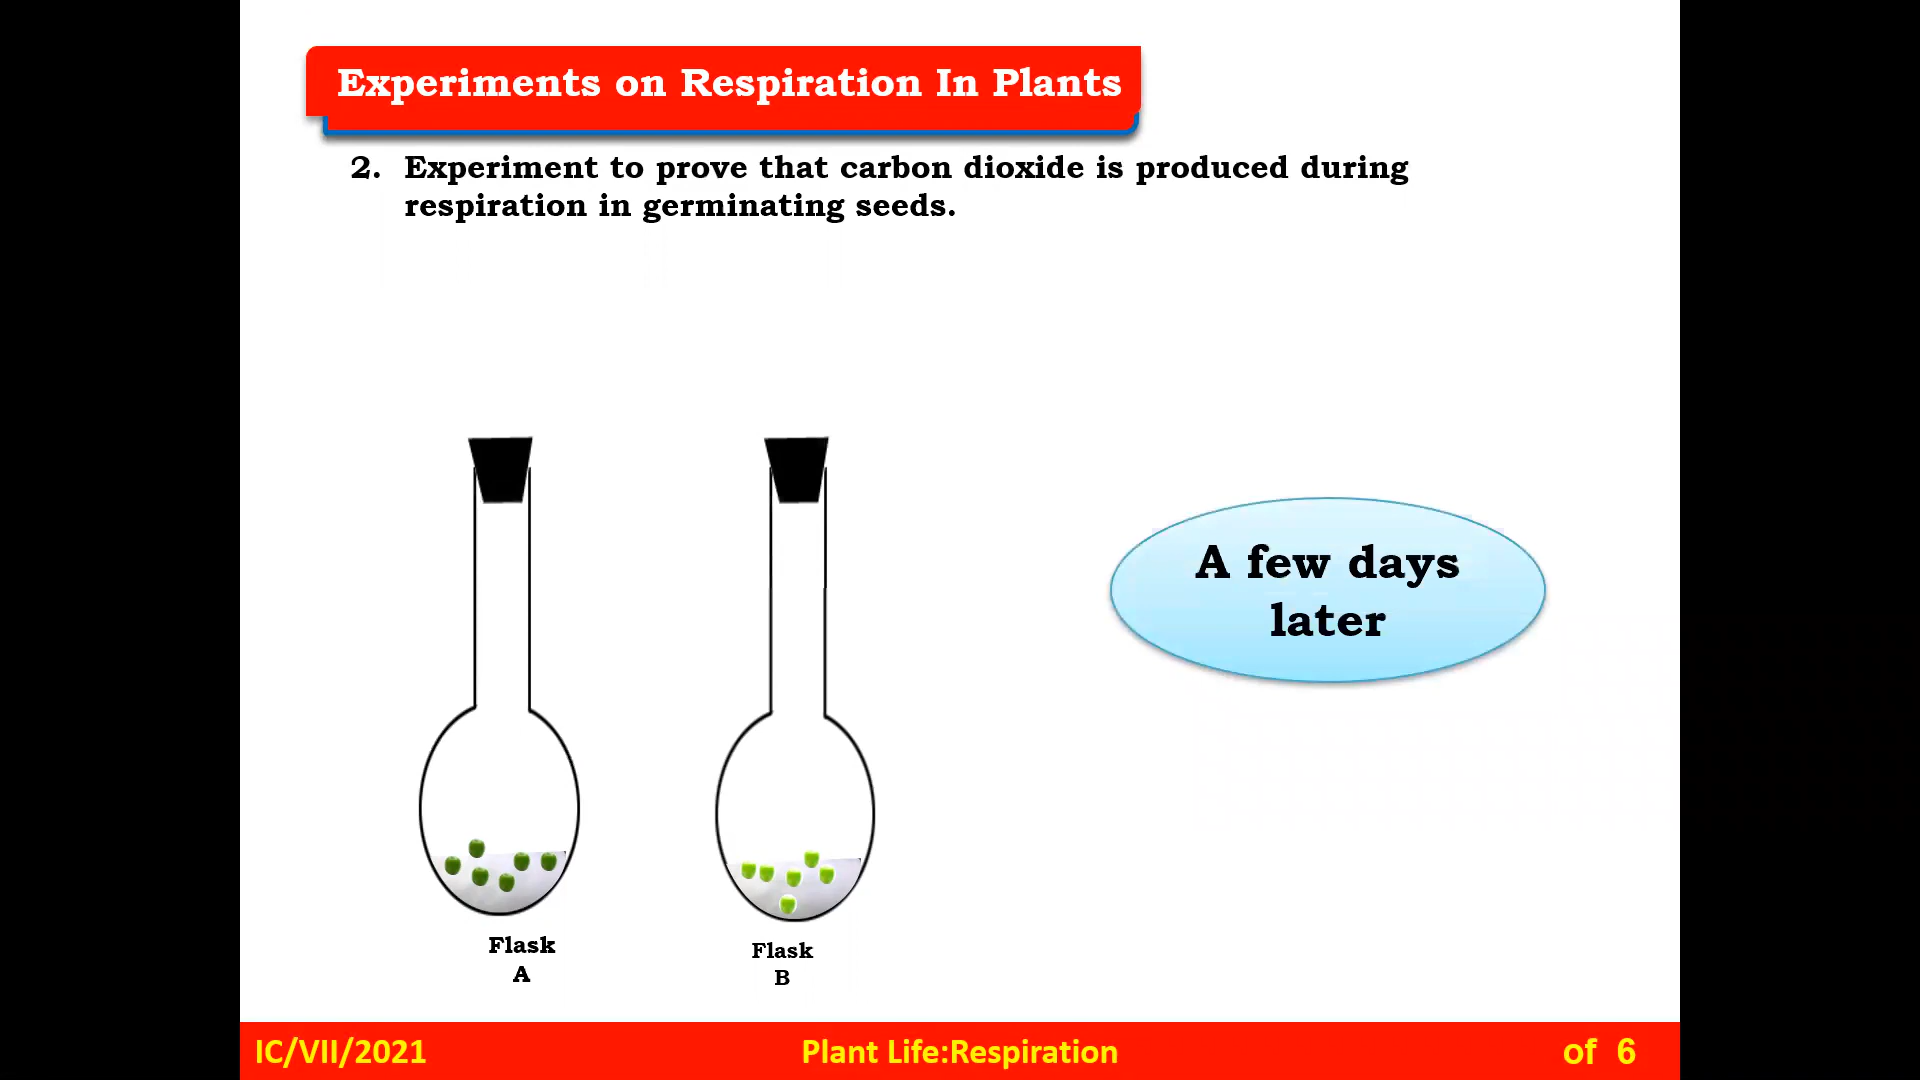 Experiments on Respiration In Plants
2. Experiment to prove that carbon dioxide is produced during
respiration in germinating seeds.
A few days
later
Flask
A
Flask
B
IC/VII/2021
Plant Life:Respiration
of 6